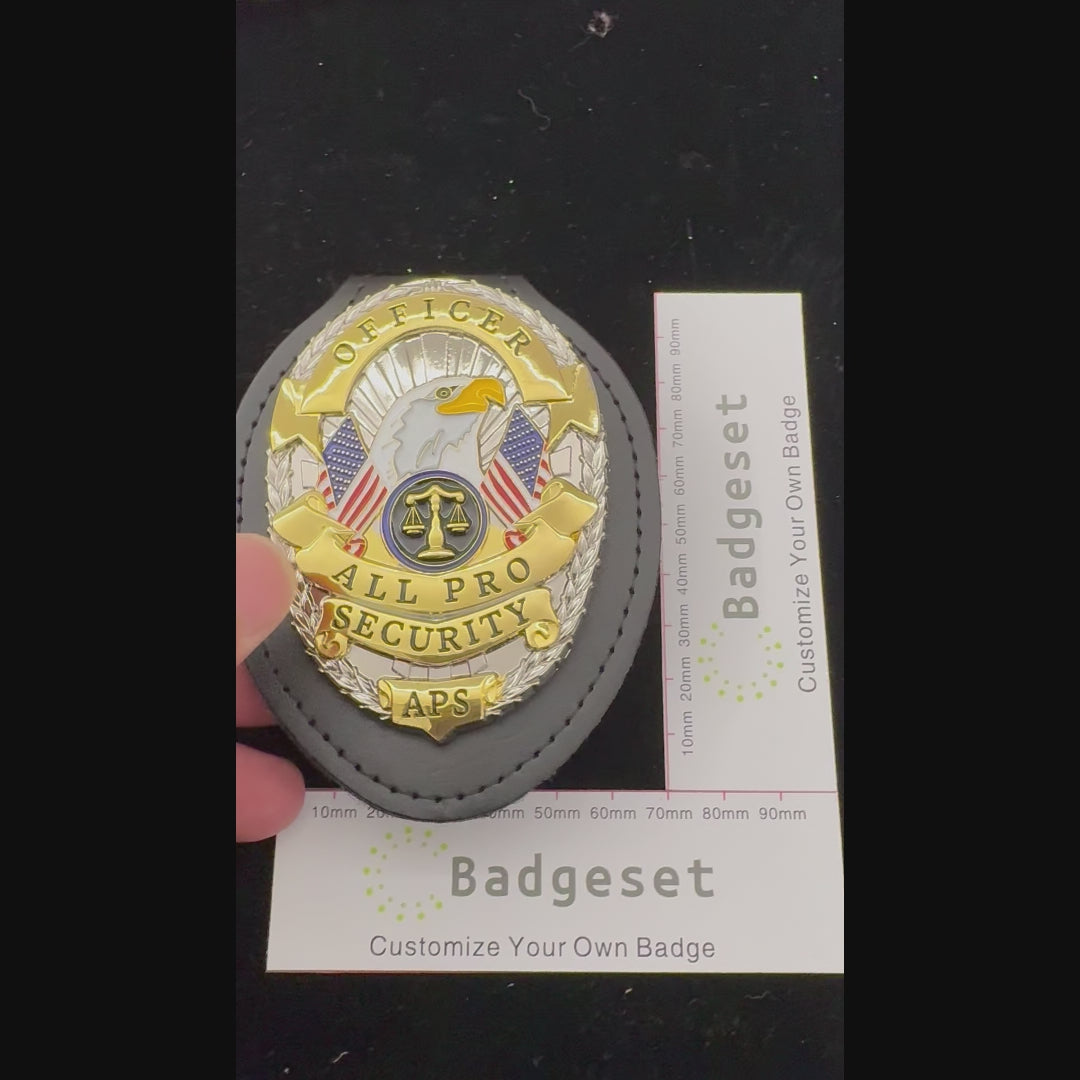 OFFICER
ALL PRO
SECURITY
APS
10mm 20mm 30mm 40mm 50mm 60mm 70mm 80mm 90mm
Badgeset
Customize Your Own Badge
10mm 50mm 60mm 70mm 80mm 90mm
Badgeset
Customize Your Own Badge